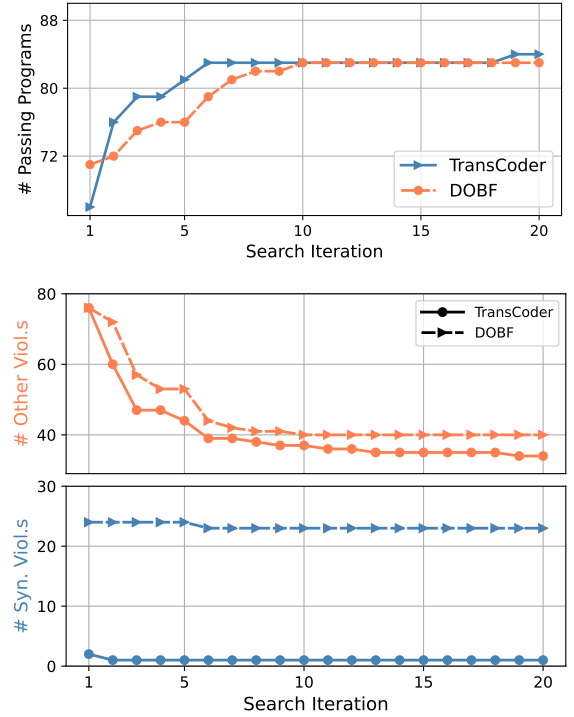 88
80
72
# Passing Programs
TransCoder
DOBF
1 5 10 15 20
Search Iteration
80
60
40
# Other Viol.s
TransCoder
DOBF
30
20
10
0
# Syn. Viol.s
1 5 10 15 20
Search Iteration